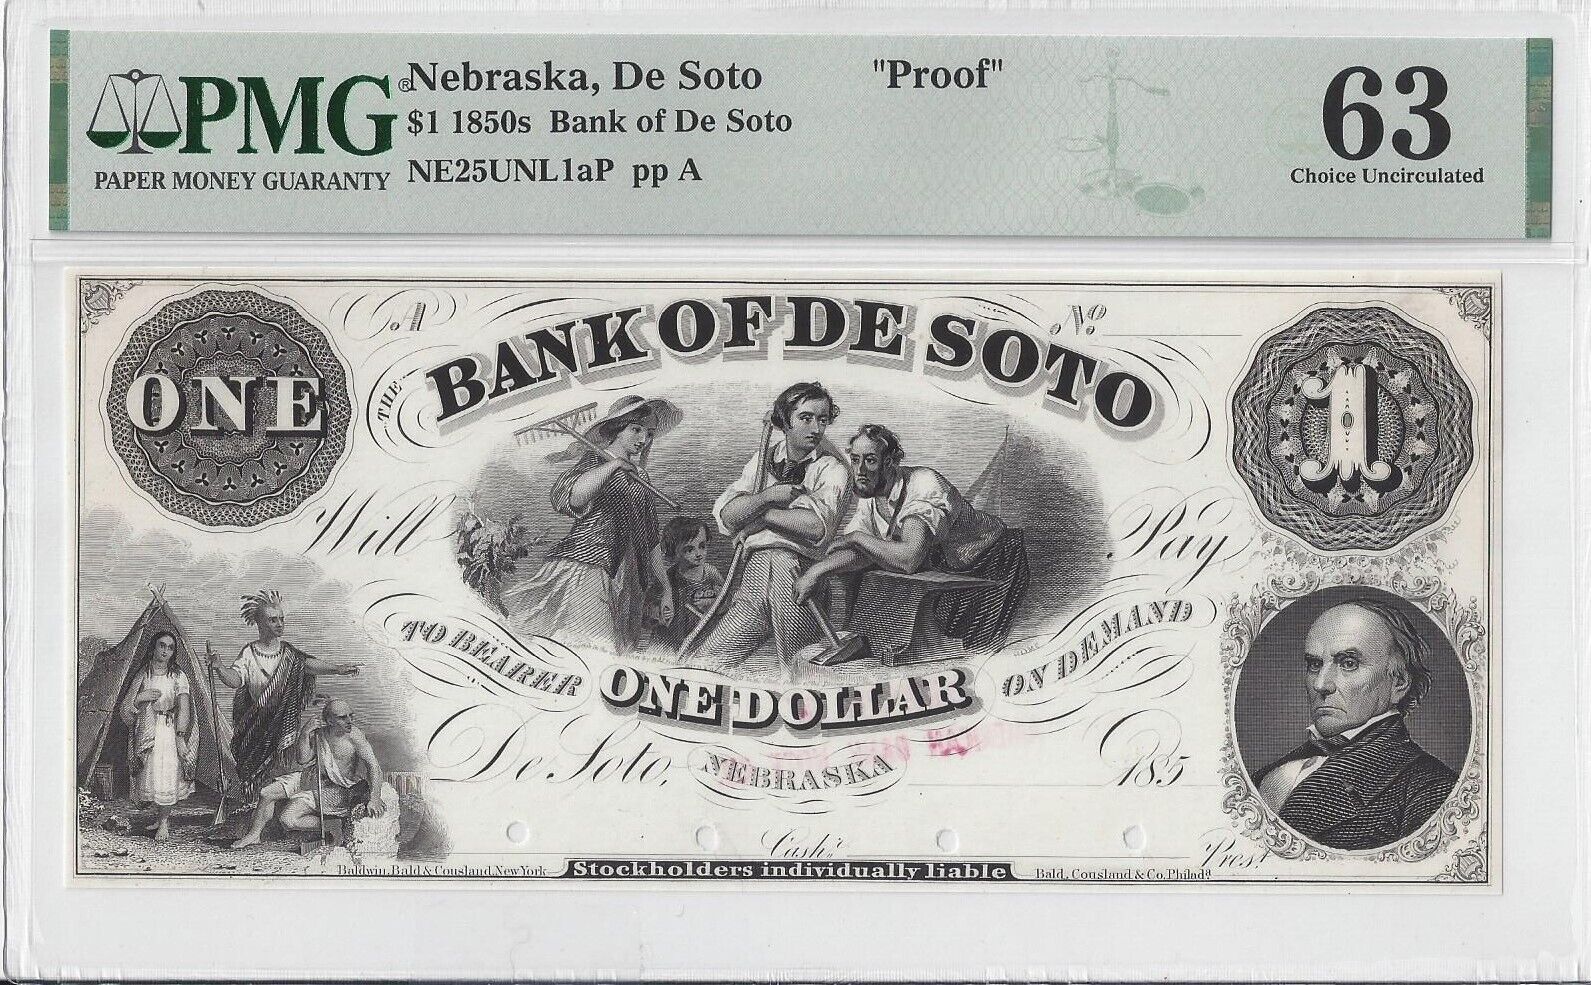 PMG®
PAPER MONEY GUARANTY
Nebraska, De Soto "Proof"
$1 1850s Bank of De Soto
NE25UNL1aP pp A
63
Choice Uncirculated
A
No
THE
BANK OF DE SOTO
ONE
1
Will
Pay
TO BEARER
ONE DOLLAR
ON DEMAND
De Soto,
NEBRASKA
185
Cashr.
Prest.
Baldwin, Bald & Cousland, New York
Stockholders individually liable
Bald, Cousland & Co. Philada.